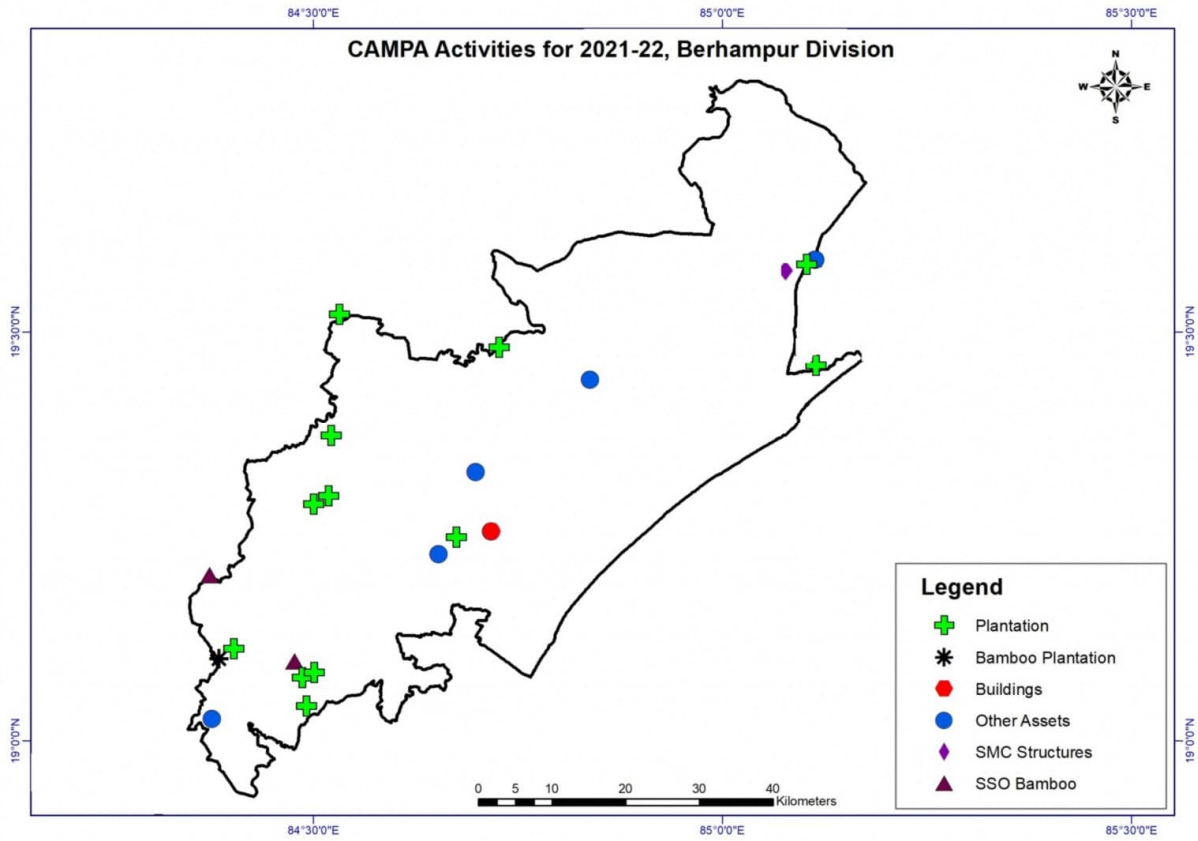 84°30'0"E 85°0'0"E 85°30'0"E
CAMPA Activities for 2021-22, Berhampur Division
N
W E
S
19°30'0"N 19°30'0"N
Legend
Plantation
Bamboo Plantation
Buildings
Other Assets
SMC Structures
SSO Bamboo
19°0'0"N 19°0'0"N
0 5 10 20 30 40
Kilometers
84°30'0"E 85°0'0"E 85°30'0"E